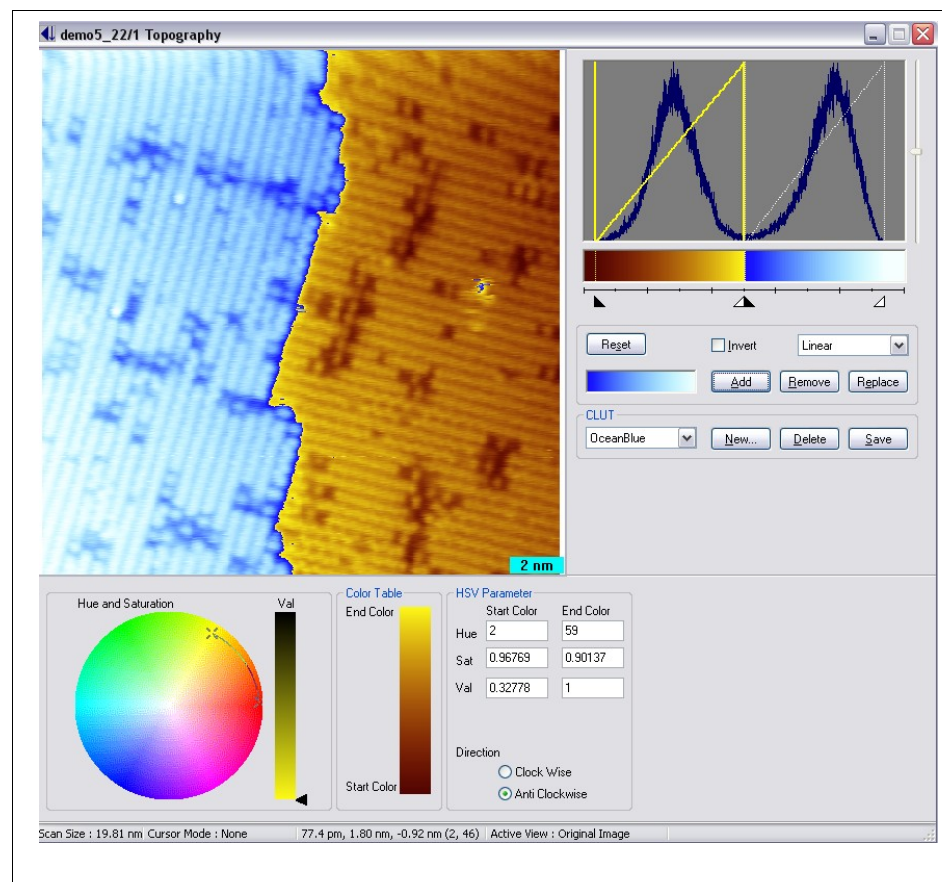 demo5_22/1 Topography
Reset
Invert
Linear
Add
Remove
Replace
CLUT
OceanBlue
New...
Delete
Save
2 nm
Hue and Saturation
Val
Color Table
End Color
Start Color
HSV Parameter
Start Color End Color
Hue 2 59
Sat 0.96769 0.90137
Val 0.32778 1
Direction
Clock Wise
Anti Clockwise
Scan Size : 19.81 nm Cursor Mode : None 77.4 pm, 1.80 nm, -0.92 nm (2, 46) Active View : Original Image